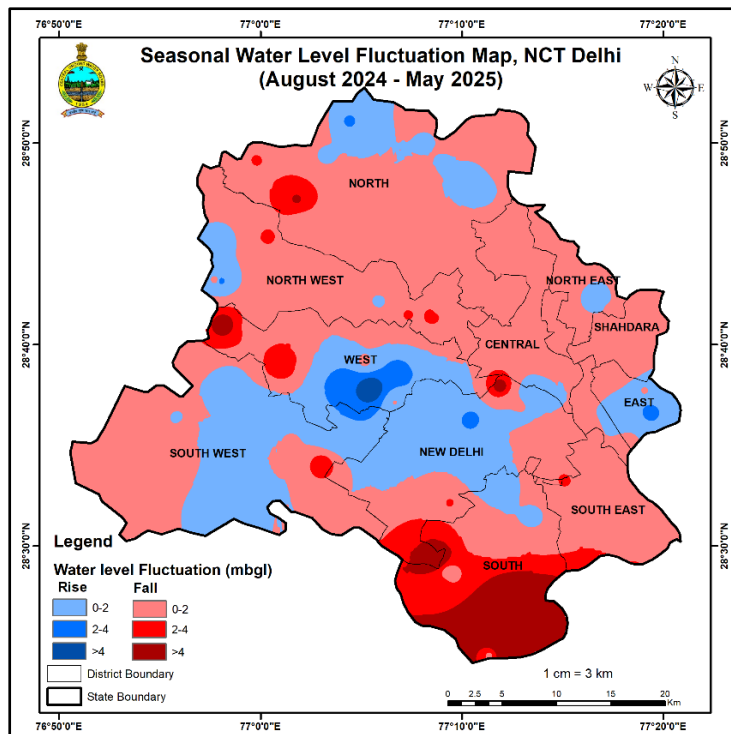 76°50'0"E 77°0'0"E 77°10'0"E 77°20'0"E
Seasonal Water Level Fluctuation Map, NCT Delhi
(August 2024 - May 2025)
N
W E
S
28°50'0"N 28°50'0"N
NORTH
NORTH WEST
NORTH EAST
SHAHDARA
28°40'0"N 28°40'0"N
WEST
CENTRAL
EAST
SOUTH WEST
NEW DELHI
SOUTH EAST
28°30'0"N 28°30'0"N
SOUTH
Legend
Water level Fluctuation (mbgl)
Rise Fall
0-2 0-2
2-4 2-4
>4 >4
District Boundary
State Boundary
1 cm = 3 km
0 2.5 5 10 15 20
Km
76°50'0"E 77°0'0"E 77°10'0"E 77°20'0"E